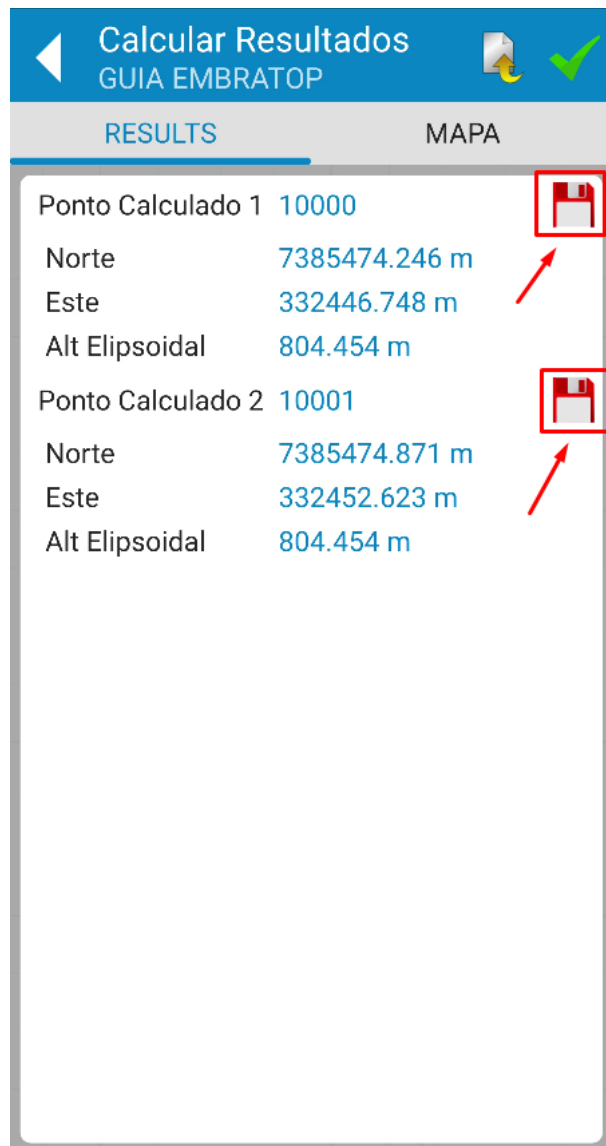 Calcular Resultados
GUIA EMBRATOP
RESULTS MAPA
Ponto Calculado 1 10000
Norte 7385474.246 m
Este 332446.748 m
Alt Elipsoidal 804.454 m
Ponto Calculado 2 10001
Norte 7385474.871 m
Este 332452.623 m
Alt Elipsoidal 804.454 m